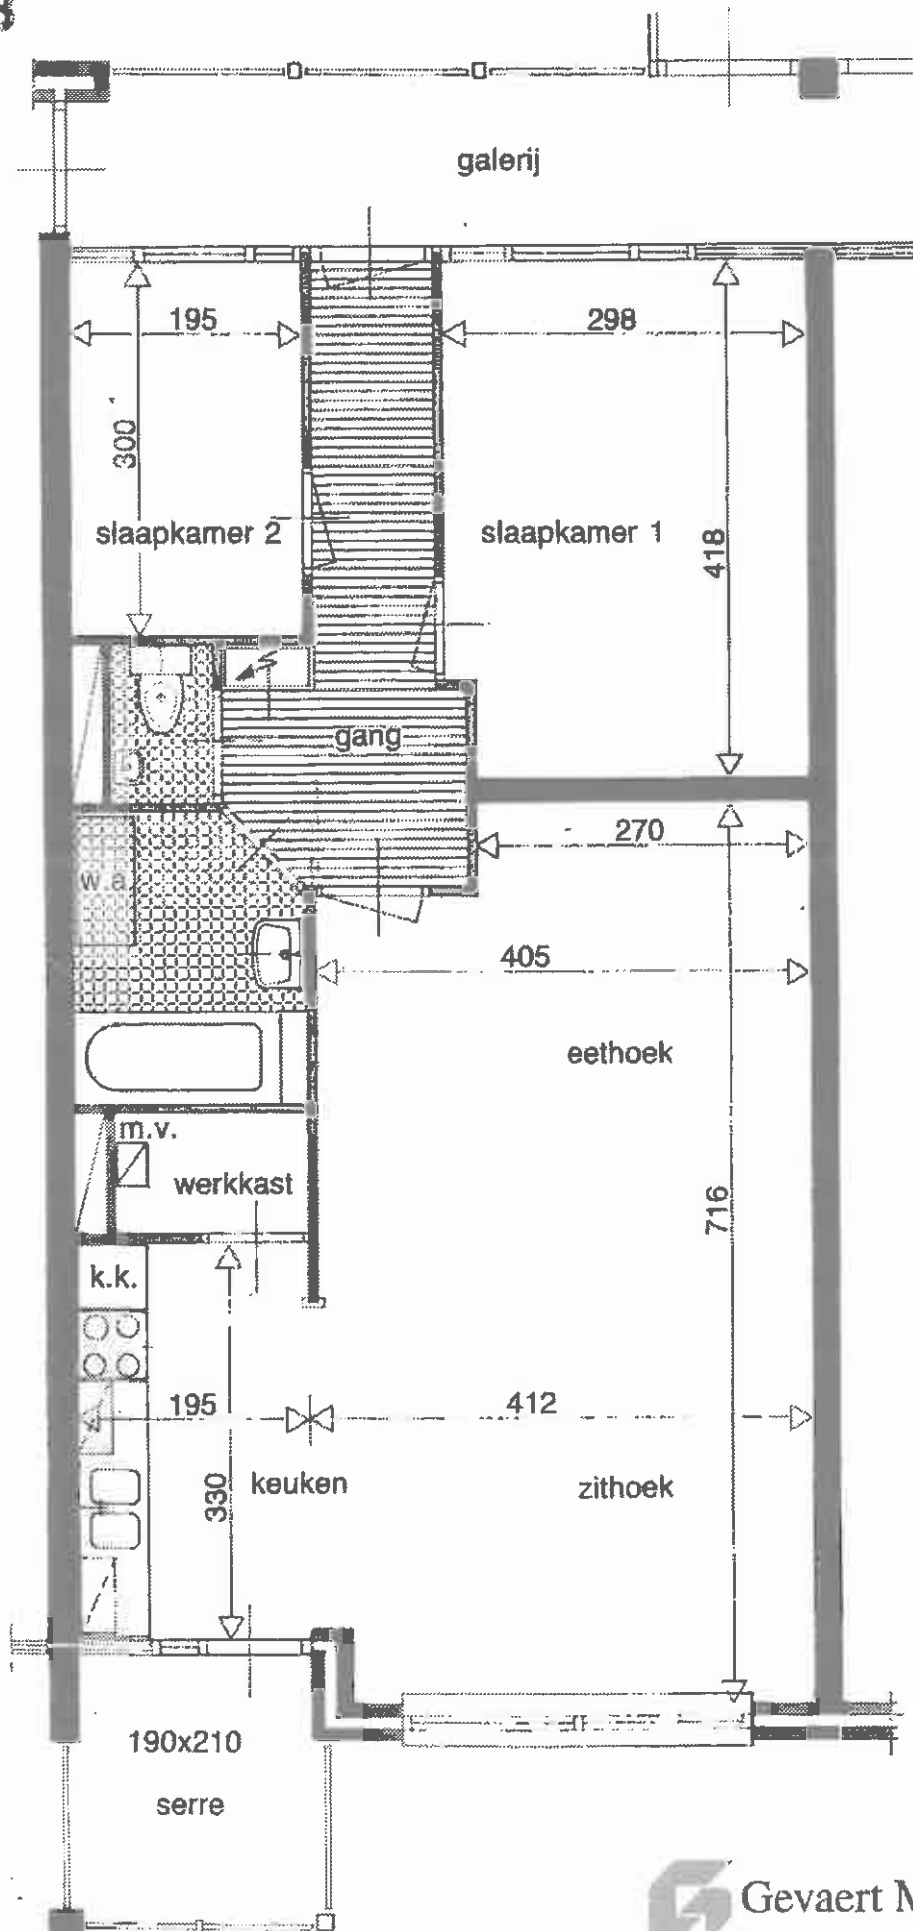 galerij
195
298
300
slaapkamer 2
slaapkamer 1
418
gang
270
w.a
405
eethoek
m.v.
werkkast
716
k.k.
195
412
330
keuken
zithoek
190x210
serre
Gevaert M